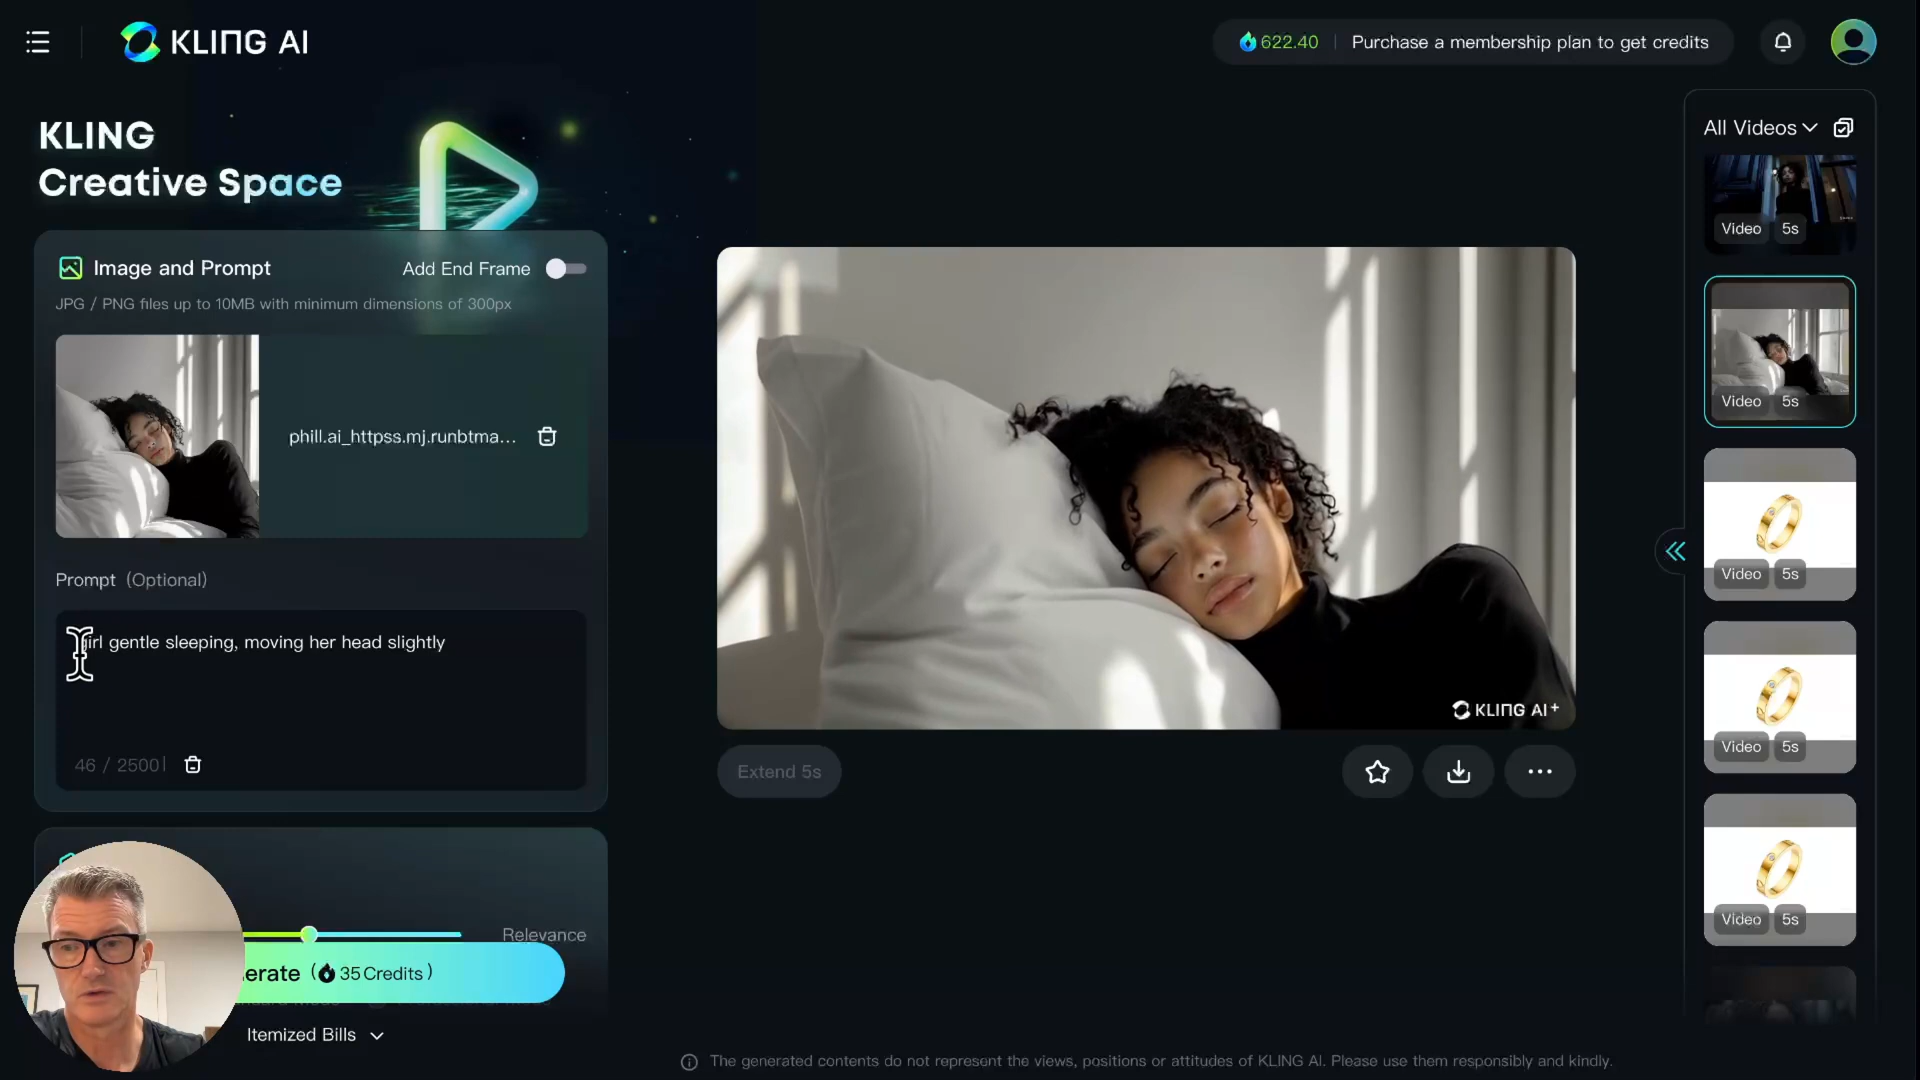 KLING AI
622.40
Purchase a membership plan to get credits
KLING
Creative Space
Image and Prompt
Add End Frame
JPG / PNG files up to 10MB with minimum dimensions of 300px
phill.ai_httpss.mj.runbtma...
Prompt (Optional)
gentle sleeping, moving her head slightly
46 / 2500
Relevance
35 Credits )
Itemized Bills
KLING AI+
Extend 5s
All Videos
Video 5s
Video 5s
Video 5s
Video 5s
Video 5s
The generated contents do not represent the views, positions or attitudes of KLING AI. Please use them responsibly and kindly.